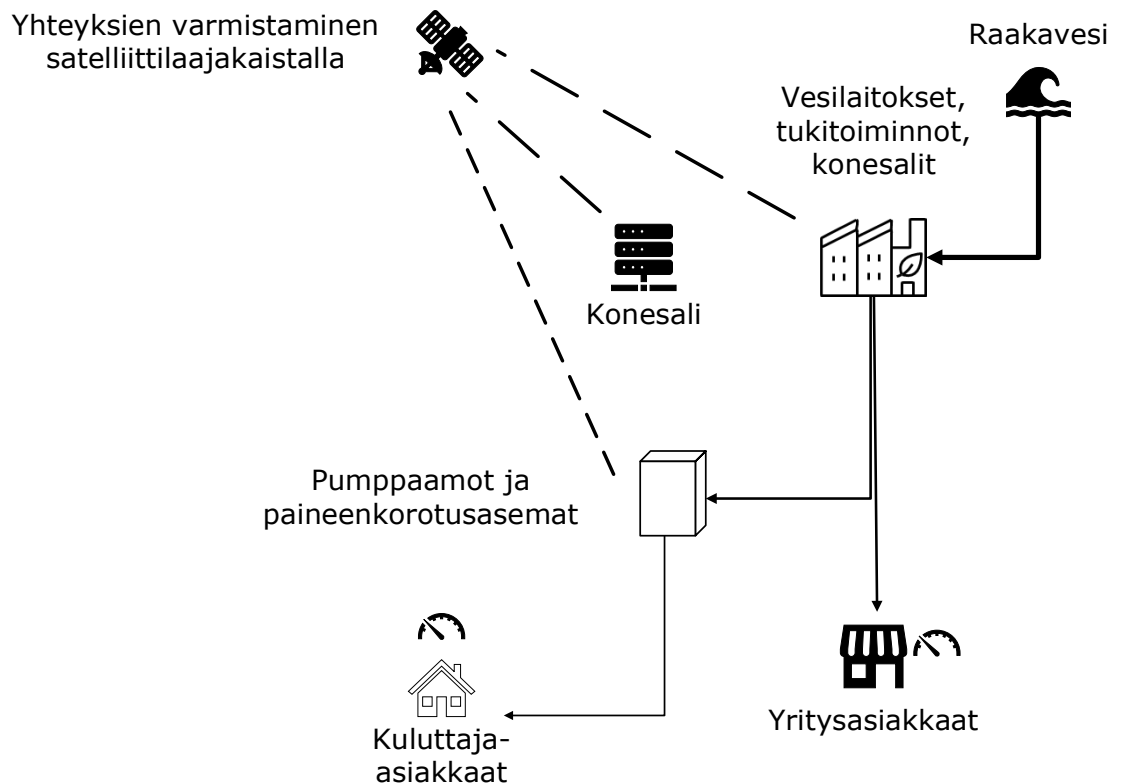 Yhteyksien varmistaminen
satelliittilaajakaistalla
Raakavesi
Vesilaitokset,
tukitoiminnot,
konesalit
Konesali
Pumppaamot ja
paineenkorotusasemat
Yritysasiakkaat
Kuluttaja-
asiakkaat